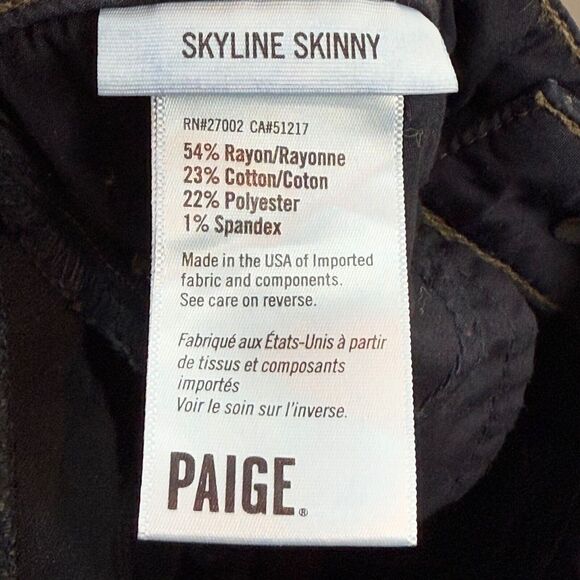 SKYLINE SKINNY
RN#27002 CA#51217
54% Rayon/Rayonne
23% Cotton/Coton
22% Polyester
1% Spandex
Made in the USA of Imported
fabric and components.
See care on reverse.
Fabriqué aux États-Unis à partir
de tissus et composants
importés
Voir le soin sur l'inverse.
PAIGE®